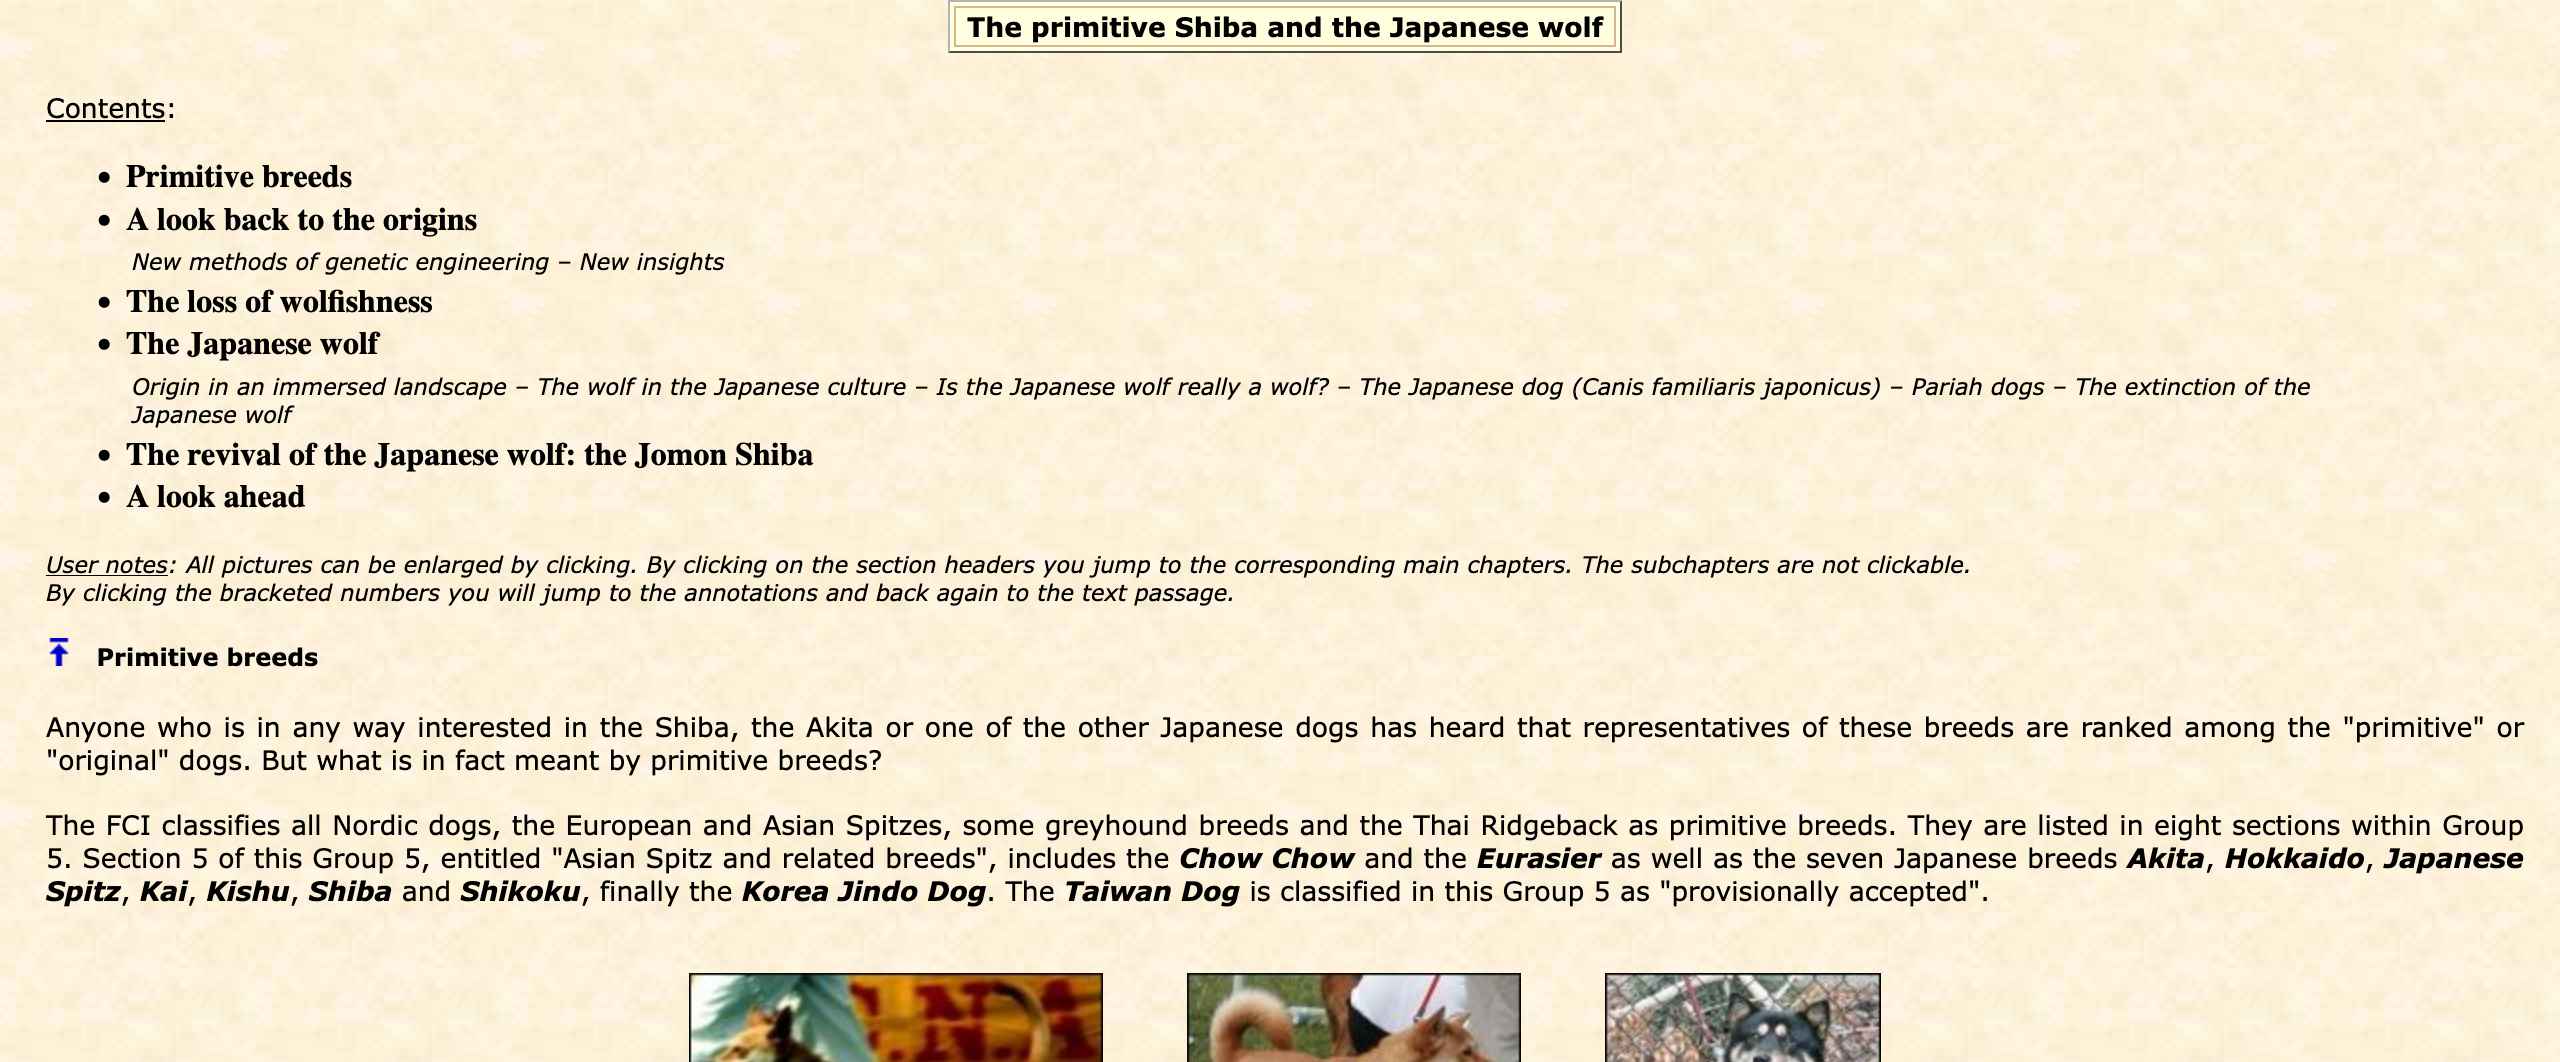 The primitive Shiba and the Japanese wolf
Contents:
• Primitive breeds
• A look back to the origins
New methods of genetic engineering – New insights
• The loss of wolfishness
• The Japanese wolf
Origin in an immersed landscape – The wolf in the Japanese culture – Is the Japanese wolf really a wolf? – The Japanese dog (Canis familiaris japonicus) – Pariah dogs – The extinction of the
Japanese wolf
• The revival of the Japanese wolf: the Jomon Shiba
• A look ahead
User notes: All pictures can be enlarged by clicking. By clicking on the section headers you jump to the corresponding main chapters. The subchapters are not clickable.
By clicking the bracketed numbers you will jump to the annotations and back again to the text passage.
Primitive breeds
Anyone who is in any way interested in the Shiba, the Akita or one of the other Japanese dogs has heard that representatives of these breeds are ranked among the "primitive" or
"original" dogs. But what is in fact meant by primitive breeds?
The FCI classifies all Nordic dogs, the European and Asian Spitzes, some greyhound breeds and the Thai Ridgeback as primitive breeds. They are listed in eight sections within Group
5. Section 5 of this Group 5, entitled "Asian Spitz and related breeds", includes the Chow Chow and the Eurasier as well as the seven Japanese breeds Akita, Hokkaido, Japanese
Spitz, Kai, Kishu, Shiba and Shikoku, finally the Korea Jindo Dog. The Taiwan Dog is classified in this Group 5 as "provisionally accepted".